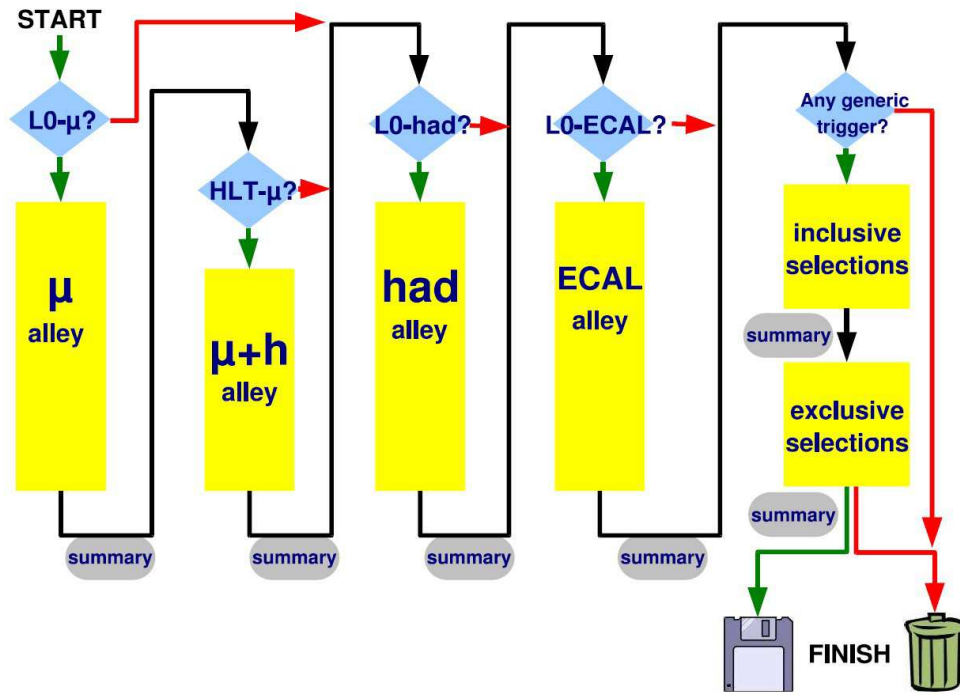 START
L0-μ?
μ
alley
summary
HLT-μ?
μ+h
alley
summary
L0-had?
had
alley
summary
L0-ECAL?
ECAL
alley
summary
Any generic
trigger?
inclusive
selections
summary
exclusive
selections
summary
FINISH